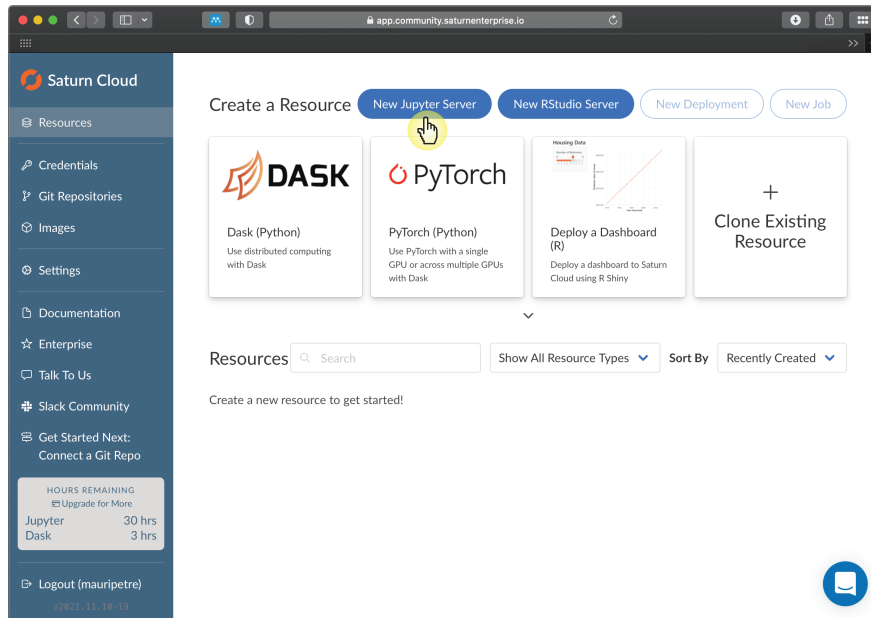 app.community.saturnenterprise.io
Saturn Cloud
Resources
Credentials
Git Repositories
Images
Settings
Documentation
Enterprise
Talk To Us
Slack Community
Get Started Next:
Connect a Git Repo
HOURS REMAINING
Upgrade for More
Jupyter 30 hrs
Dask 3 hrs
Logout (mauripetre)
v2021.11.10-19
Create a Resource New Jupyter Server New RStudio Server New Deployment New Job
DASK
Dask (Python)
Use distributed computing
with Dask
PyTorch
PyTorch (Python)
Use PyTorch with a single
GPU or across multiple GPUs
with Dask
Housing Data
Deploy a Dashboard
(R)
Deploy a dashboard to Saturn
Cloud using R Shiny
+
Clone Existing
Resource
Resources Search Show All Resource Types Sort By Recently Created
Create a new resource to get started!